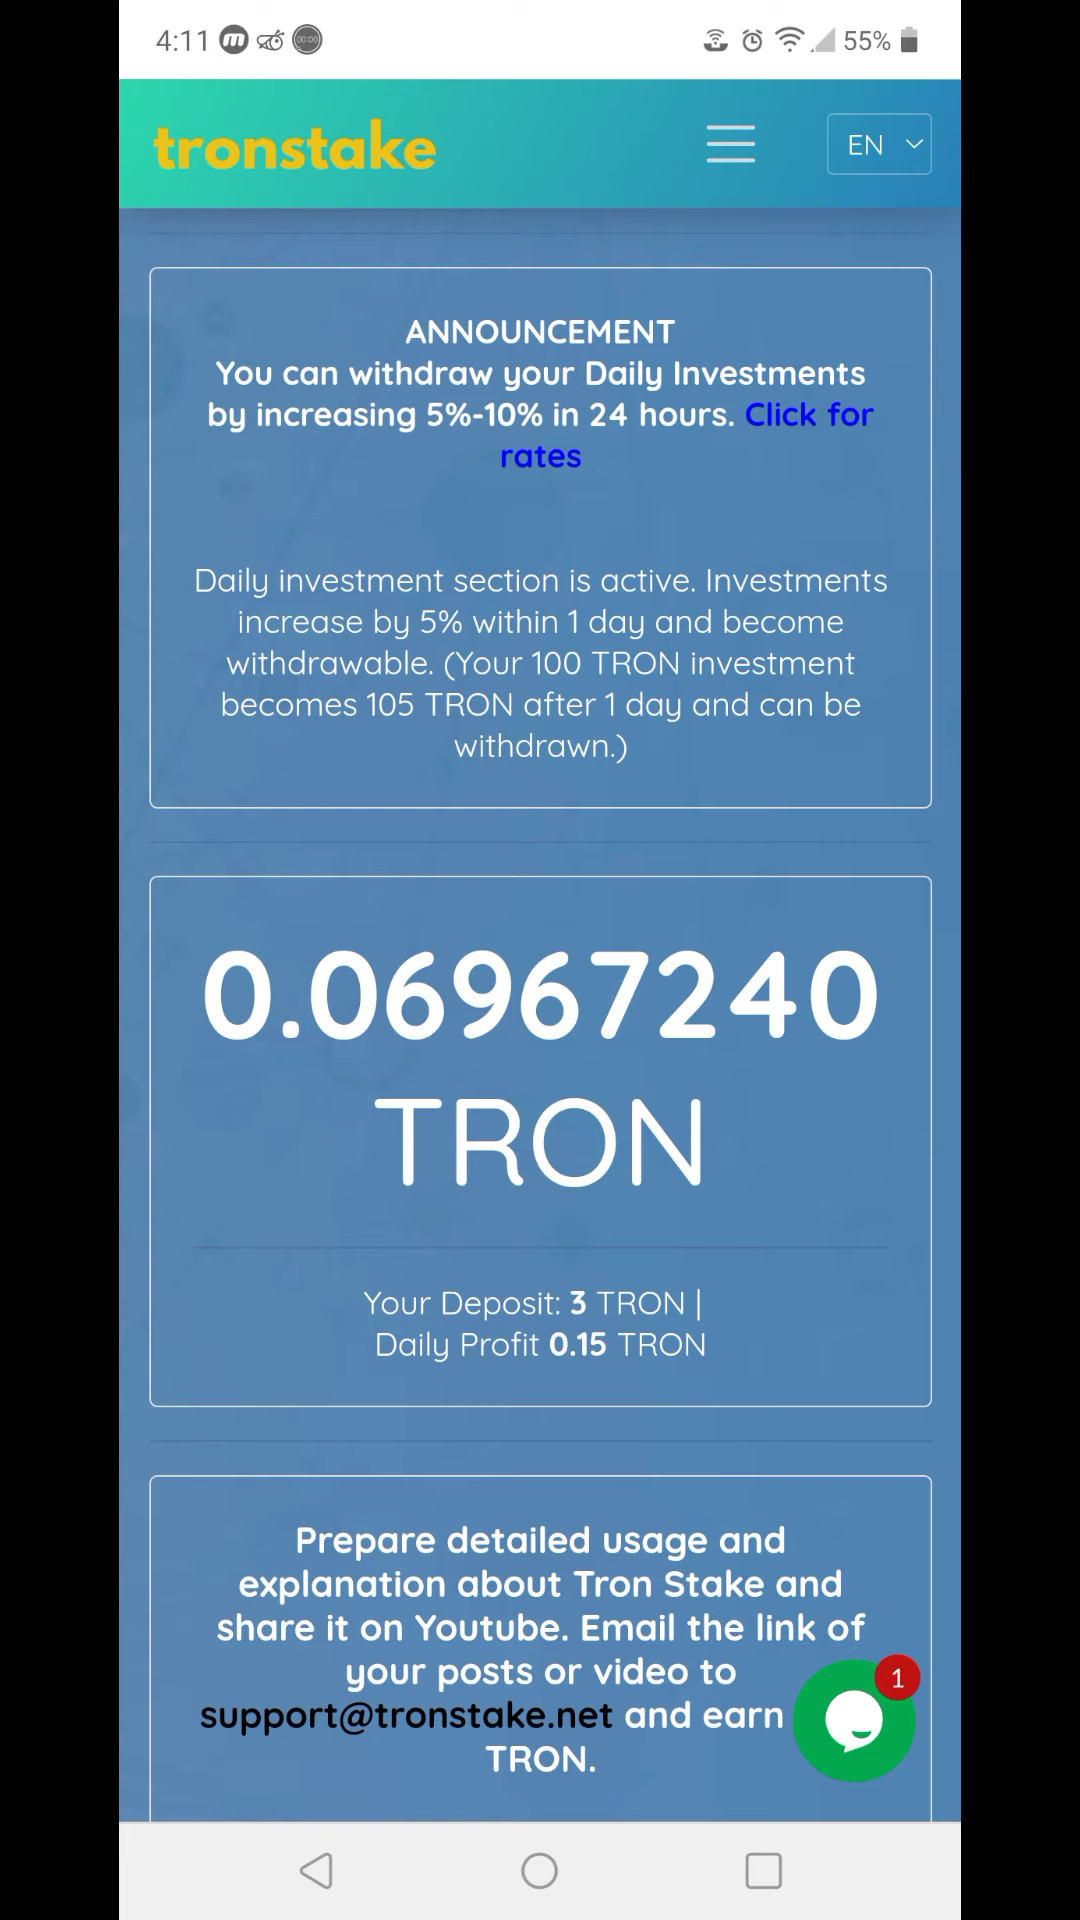 4:11
55%
tronstake
EN
ANNOUNCEMENT
You can withdraw your Daily Investments
by increasing 5%-10% in 24 hours. Click for
rates
Daily investment section is active. Investments
increase by 5% within 1 day and become
withdrawable. (Your 100 TRON investment
becomes 105 TRON after 1 day and can be
withdrawn.)
0.06967240
TRON
Your Deposit: 3 TRON |
Daily Profit 0.15 TRON
Prepare detailed usage and
explanation about Tron Stake and
share it on Youtube. Email the link of
your posts or video to
support@tronstake.net and earn
TRON.
1